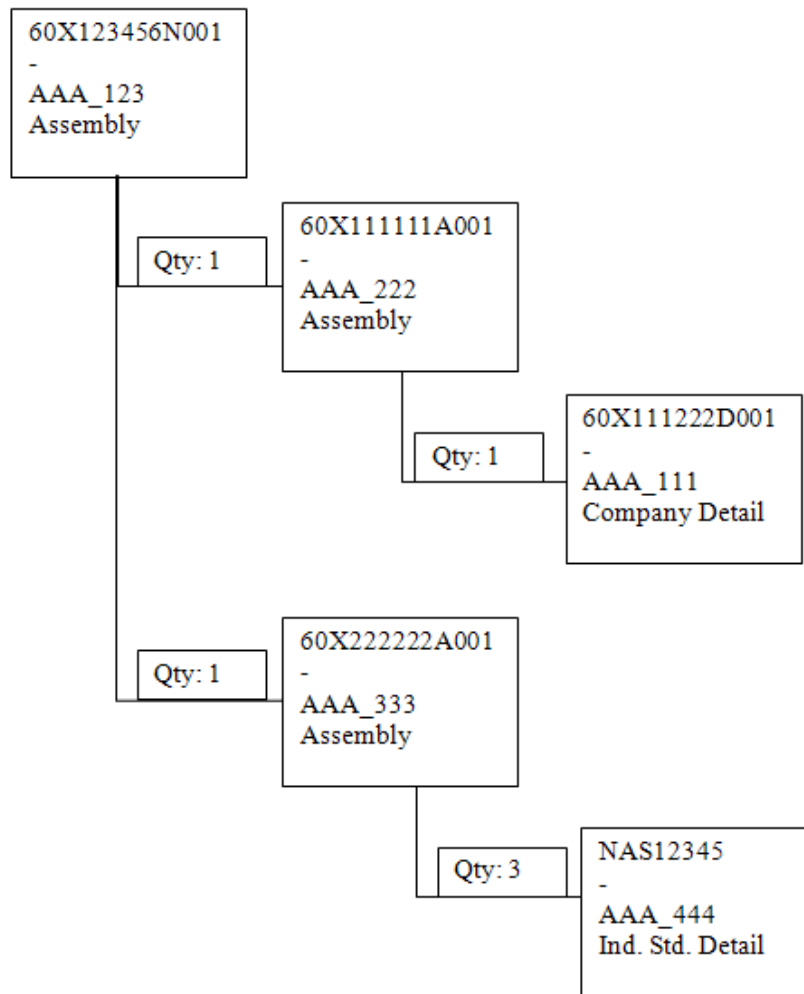 60X123456N001
-
AAA_123
Assembly
Qty: 1
60X111111A001
-
AAA_222
Assembly
Qty: 1
60X111222D001
-
AAA_111
Company Detail
Qty: 1
60X222222A001
-
AAA_333
Assembly
Qty: 3
NAS12345
-
AAA_444
Ind. Std. Detail